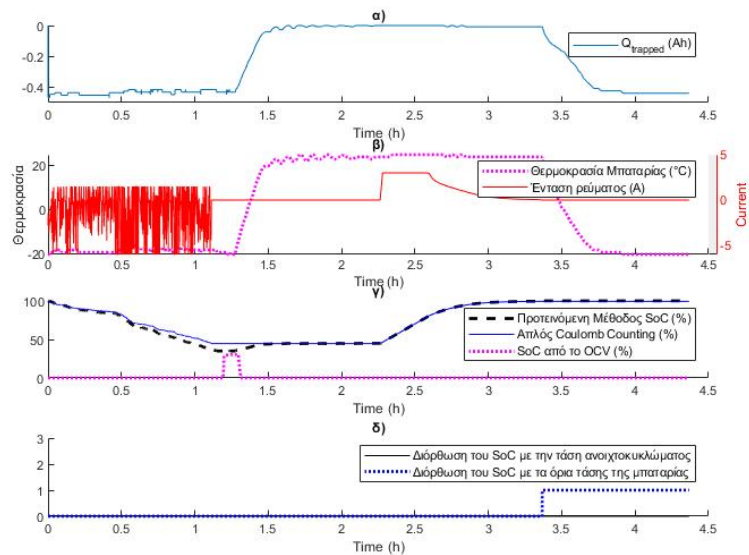 α)
0
-0.2
-0.4
Q_trapped (Ah)
0 0.5 1 1.5 2 2.5 3 3.5 4 4.5
Time (h)
β)
20
0
-20
Θερμοκρασία
5
0
-5
Current
Θερμοκρασία Μπαταρίας (°C)
Ένταση ρεύματος (A)
0 0.5 1 1.5 2 2.5 3 3.5 4 4.5
Time (h)
γ)
100
50
0
Προτεινόμενη Μέθοδος SoC (%)
Απλός Coulomb Counting (%)
SoC από το OCV (%)
0 0.5 1 1.5 2 2.5 3 3.5 4 4.5
Time (h)
δ)
3
2
1
0
Διόρθωση του SoC με την τάση ανοιχτοκυκλώματος
Διόρθωση του SoC με τα όρια τάσης της μπαταρίας
0 0.5 1 1.5 2 2.5 3 3.5 4 4.5
Time (h)